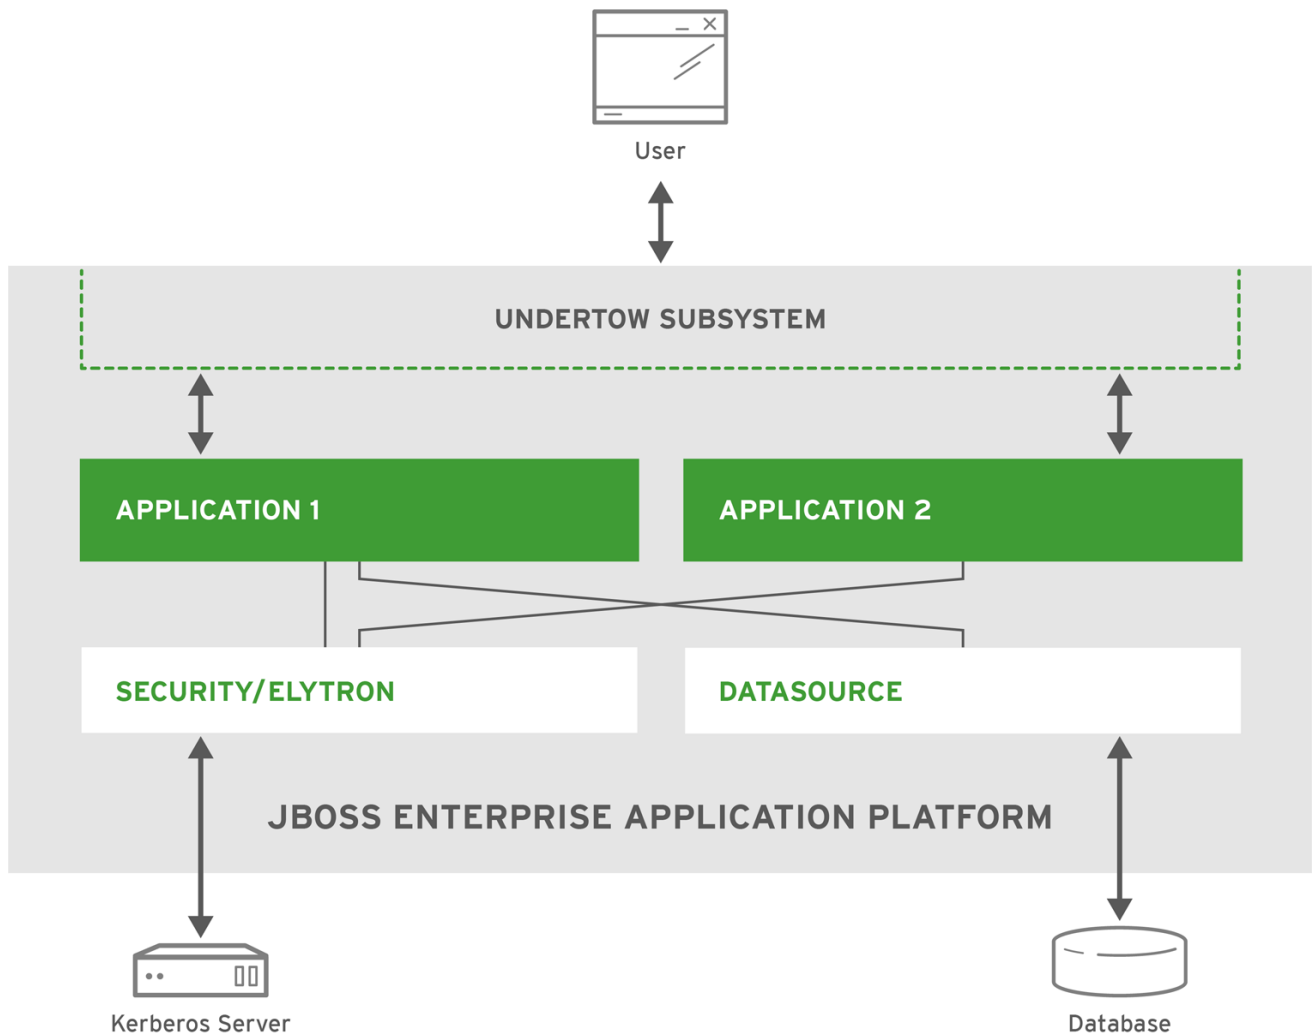 User
UNDERTOW SUBSYSTEM
APPLICATION 1
APPLICATION 2
SECURITY/ELYTRON
DATASOURCE
JBOSS ENTERPRISE APPLICATION PLATFORM
Kerberos Server
Database